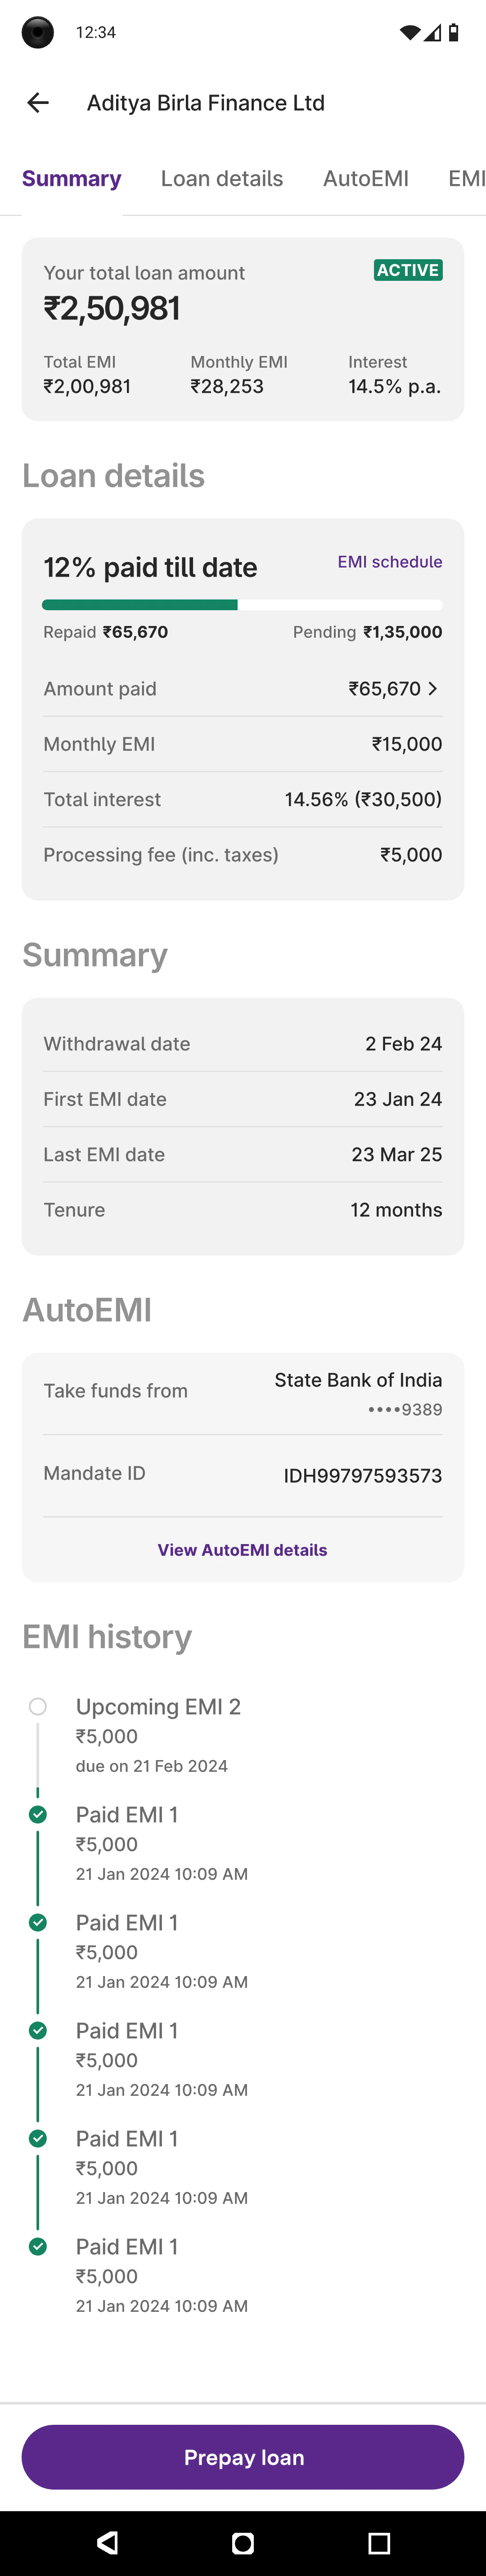 12:34
Aditya Birla Finance Ltd
Summary Loan details AutoEMI EMI
Your total loan amount ACTIVE
₹2,50,981
Total EMI Monthly EMI Interest
₹2,00,981 ₹28,253 14.5% p.a.
Loan details
12% paid till date EMI schedule
Repaid ₹65,670 Pending ₹1,35,000
Amount paid ₹65,670
Monthly EMI ₹15,000
Total interest 14.56% (₹30,500)
Processing fee (inc. taxes) ₹5,000
Summary
Withdrawal date 2 Feb 24
First EMI date 23 Jan 24
Last EMI date 23 Mar 25
Tenure 12 months
AutoEMI
Take funds from State Bank of India
••••9389
Mandate ID IDH99797593573
View AutoEMI details
EMI history
Upcoming EMI 2
₹5,000
due on 21 Feb 2024
Paid EMI 1
₹5,000
21 Jan 2024 10:09 AM
Paid EMI 1
₹5,000
21 Jan 2024 10:09 AM
Paid EMI 1
₹5,000
21 Jan 2024 10:09 AM
Paid EMI 1
₹5,000
21 Jan 2024 10:09 AM
Paid EMI 1
₹5,000
21 Jan 2024 10:09 AM
Prepay loan